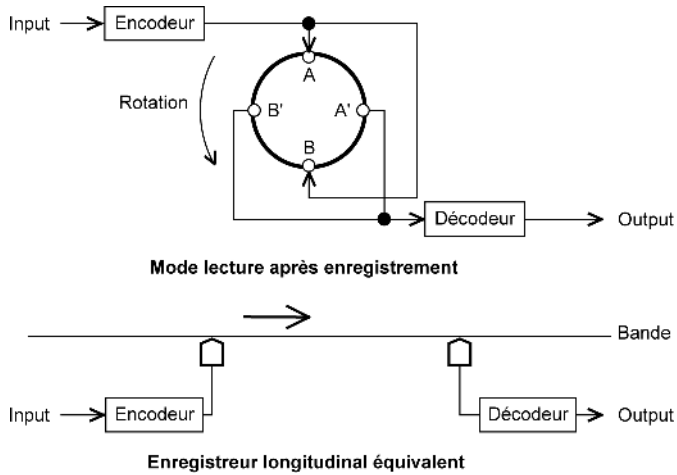 Input
Encodeur
A
Rotation
B'
A'
B
Décodeur
Output
Mode lecture après enregistrement
Bande
Input
Encodeur
Décodeur
Output
Enregistreur longitudinal équivalent